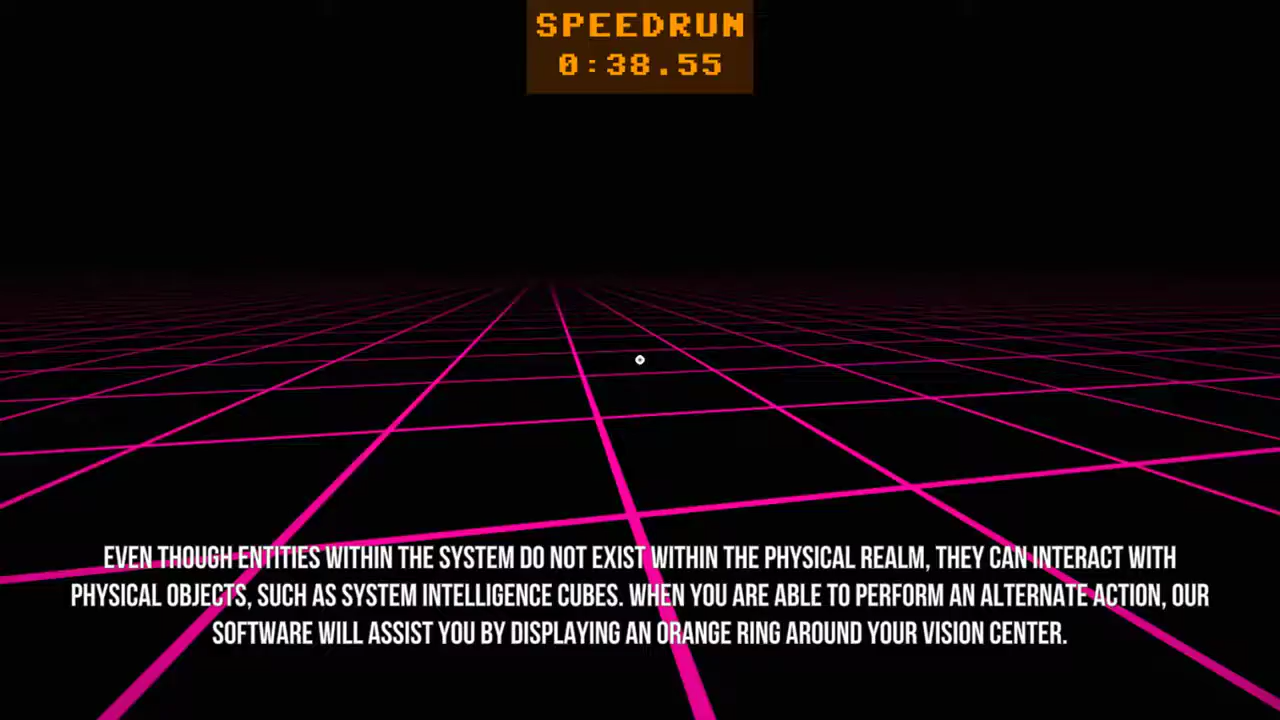 SPEEDRUN
0:38.55
EVEN THOUGH ENTITIES WITHIN THE SYSTEM DO NOT EXIST WITHIN THE PHYSICAL REALM, THEY CAN INTERACT WITH
PHYSICAL OBJECTS, SUCH AS SYSTEM INTELLIGENCE CUBES. WHEN YOU ARE ABLE TO PERFORM AN ALTERNATE ACTION, OUR
SOFTWARE WILL ASSIST YOU BY DISPLAYING AN ORANGE RING AROUND YOUR VISION CENTER.